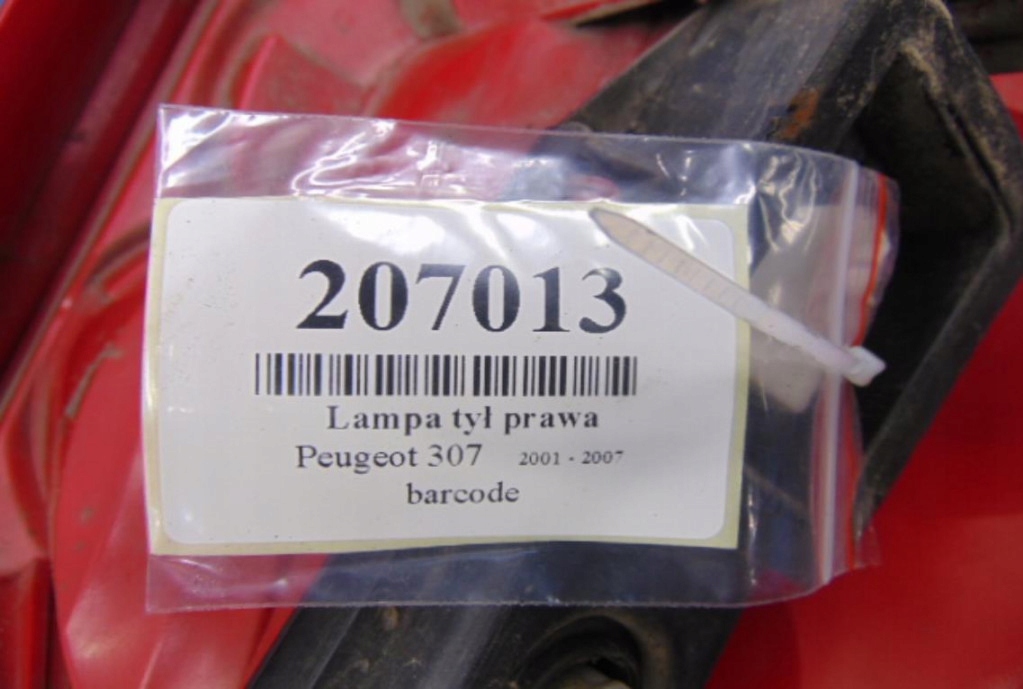 207013
Lampa tył prawa
Peugeot 307 2001 - 2007
barcode